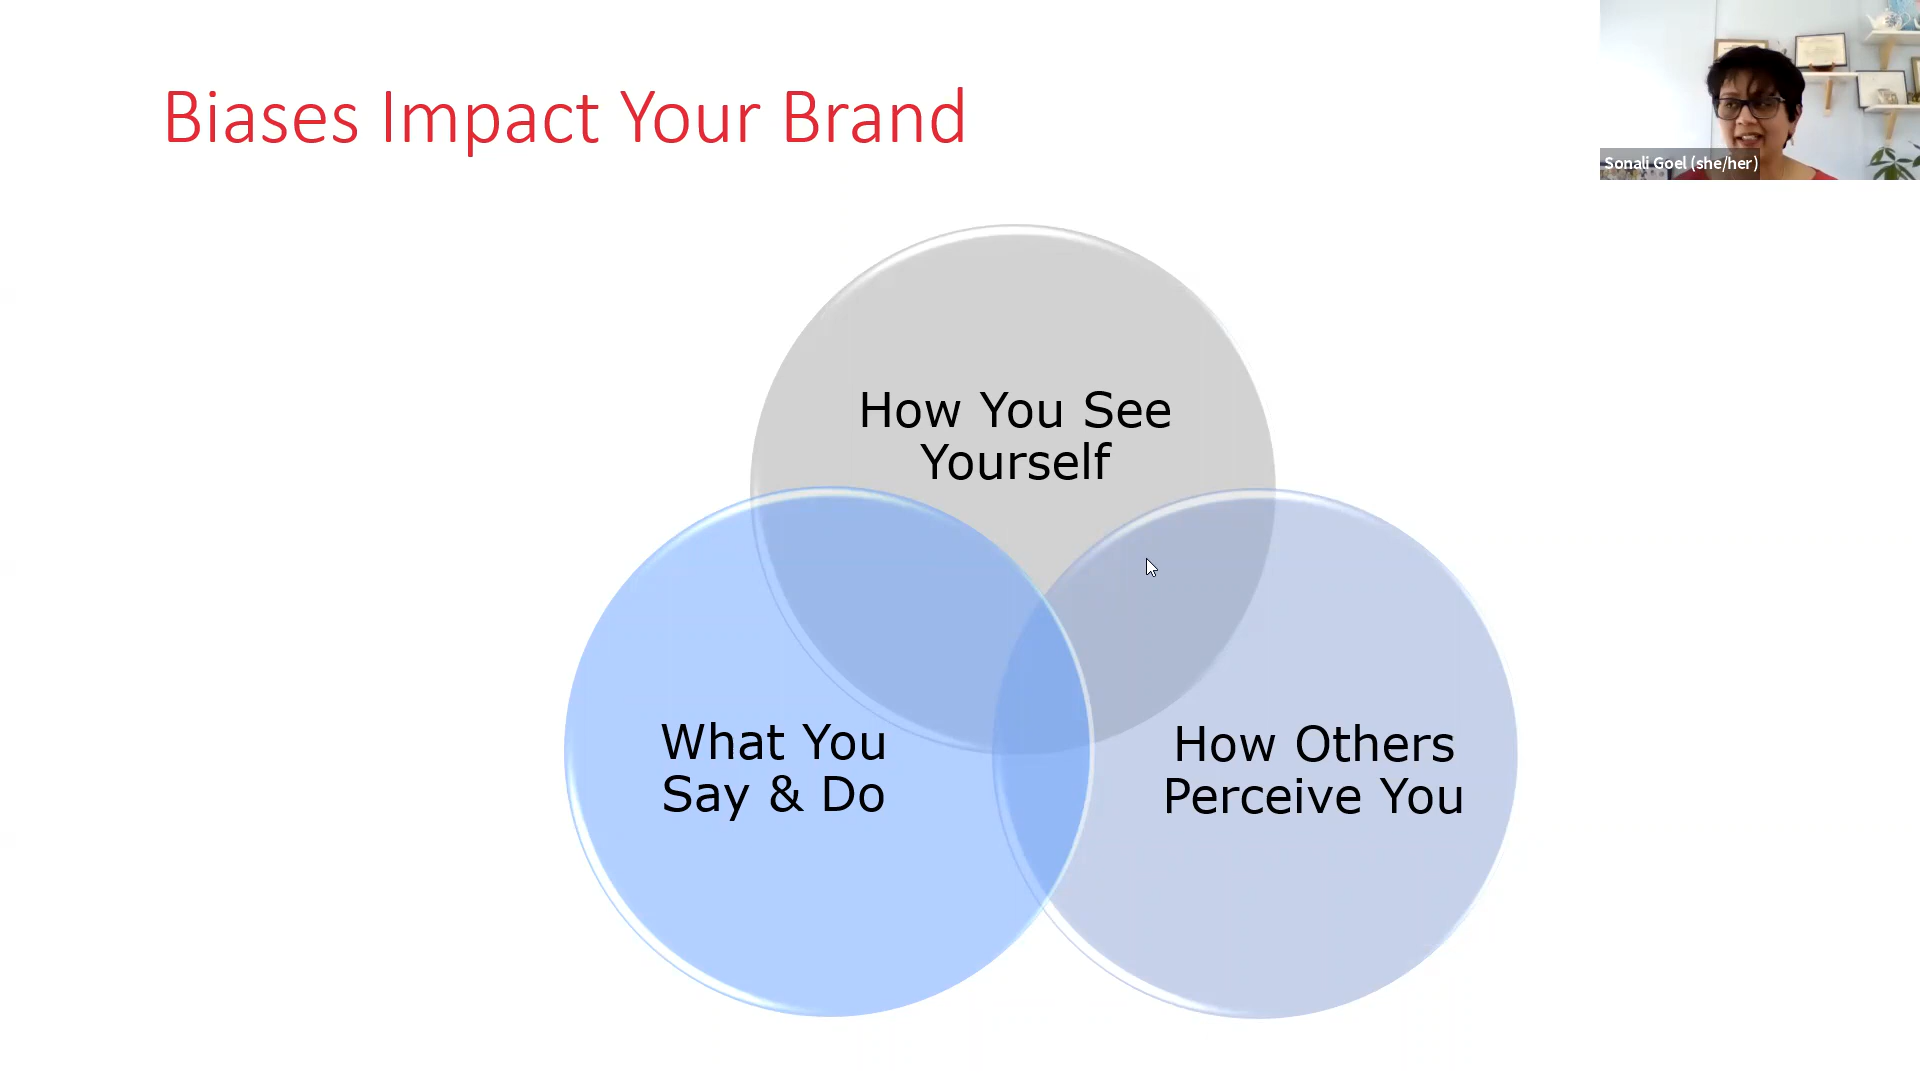 Biases Impact Your Brand
Sonali Goel (she/her)
How You See
Yourself
What You
Say & Do
How Others
Perceive You